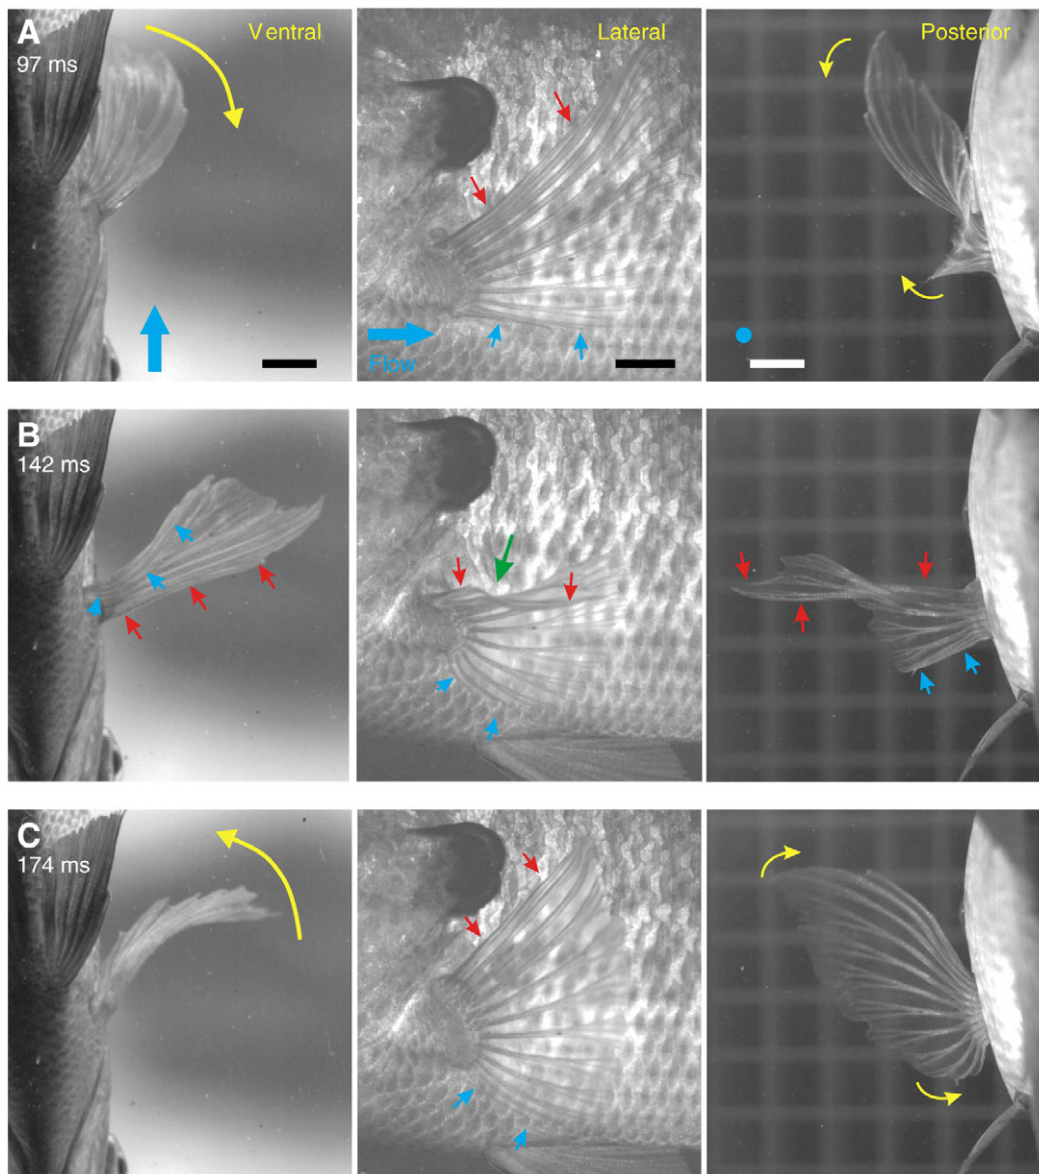 A
97 ms
Ventral
Lateral
Posterior
Flow
B
142 ms
C
174 ms